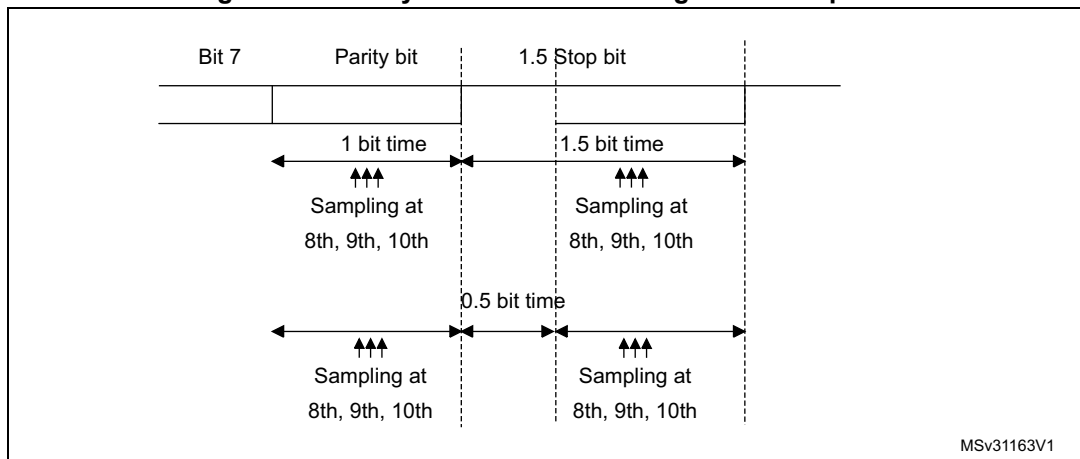 Bit 7 Parity bit 1.5 Stop bit
1 bit time 1.5 bit time
Sampling at Sampling at
8th, 9th, 10th 8th, 9th, 10th
0.5 bit time
Sampling at Sampling at
8th, 9th, 10th 8th, 9th, 10th
MSv31163V1